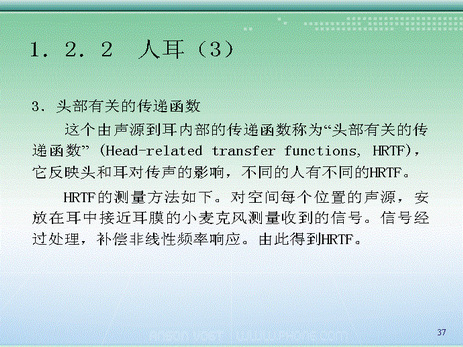 1．2．2　人耳（3）
3．头部有关的传递函数
这个由声源到耳内部的传递函数称为“头部有关的传
递函数” (Head-related transfer functions, HRTF)，
它反映头和耳对传声的影响，不同的人有不同的HRTF。
HRTF的测量方法如下。对空间每个位置的声源，安
放在耳中接近耳膜的小麦克风测量收到的信号。信号经
过处理，补偿非线性频率响应。由此得到HRTF。
37